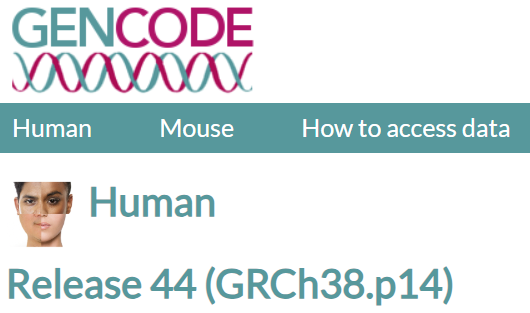 GENCODE
Human Mouse How to access data
Human
Release 44 (GRCh38.p14)